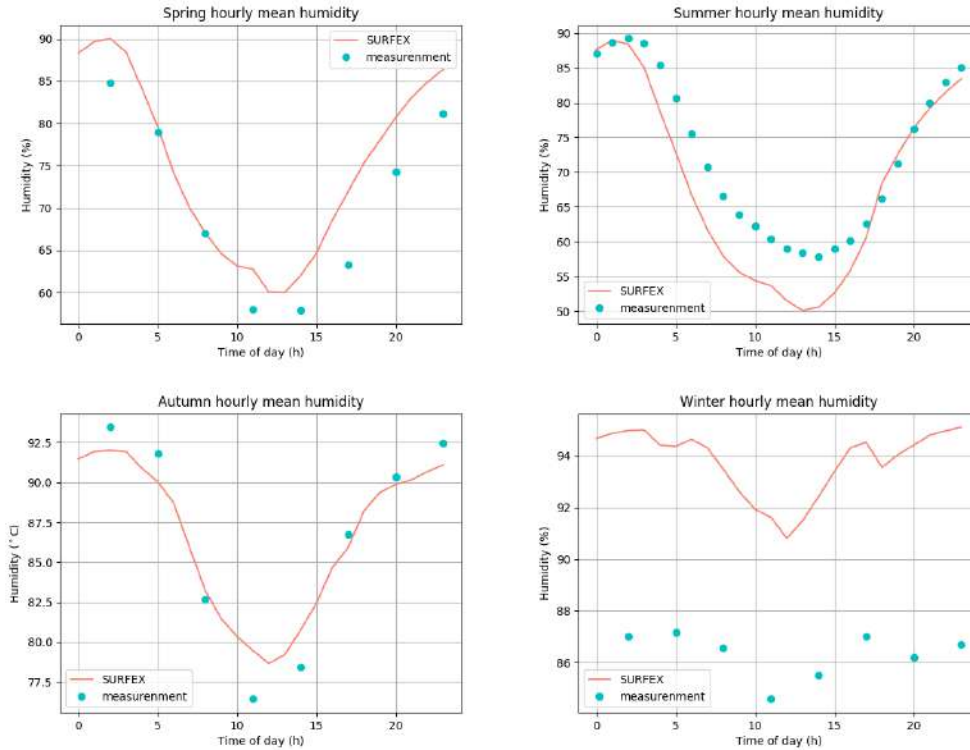 Spring hourly mean humidity
90
85
80
75
70
65
60
Humidity (%)
SURFEX
measurenment
0 5 10 15 20
Time of day (h)
Summer hourly mean humidity
90
85
80
75
70
65
60
55
50
Humidity (%)
SURFEX
measurenment
0 5 10 15 20
Time of day (h)
Autumn hourly mean humidity
92.5
90.0
87.5
85.0
82.5
80.0
77.5
Humidity (°C)
SURFEX
measurenment
0 5 10 15 20
Time of day (h)
Winter hourly mean humidity
94
92
90
88
86
Humidity (%)
SURFEX
measurenment
0 5 10 15 20
Time of day (h)